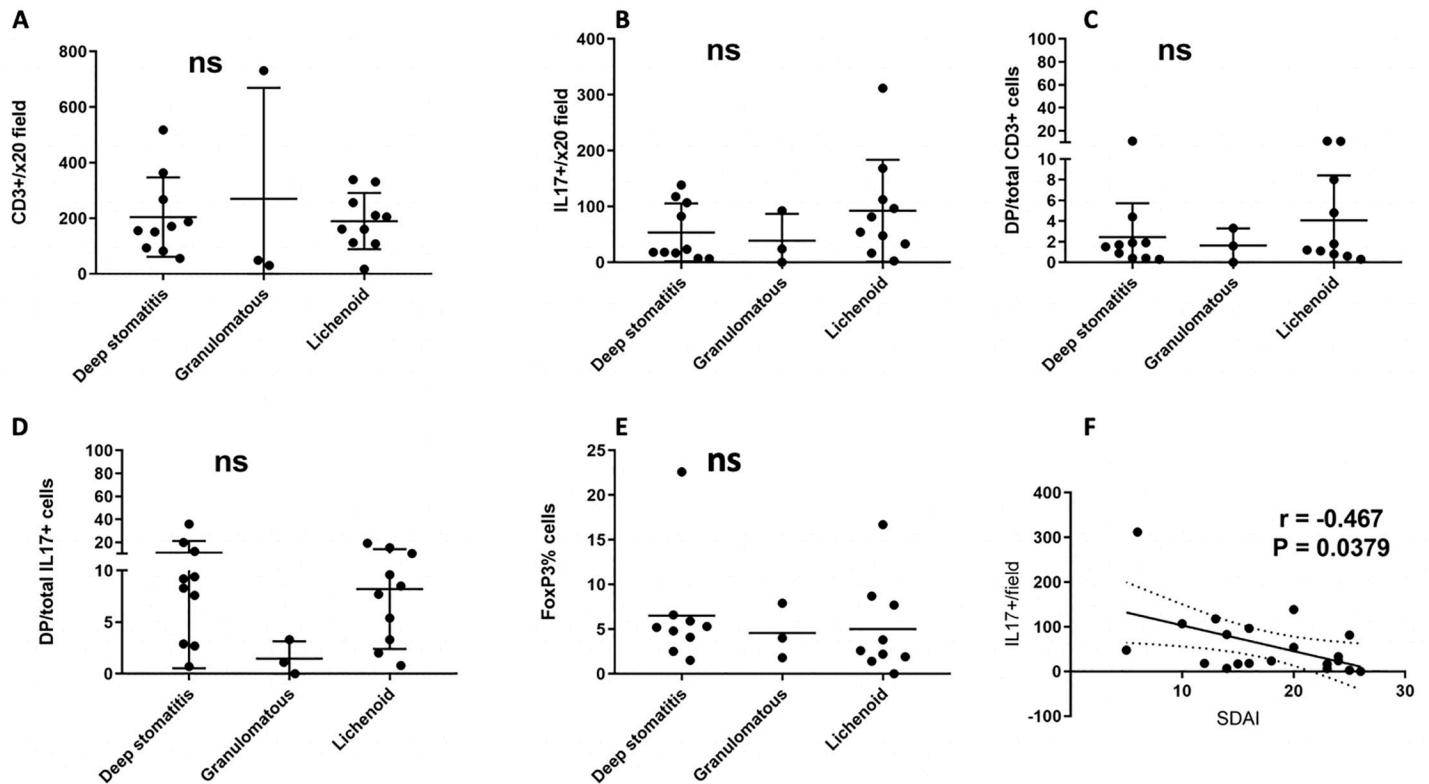 A
ns
CD3+/x20 field
800
600
400
200
0
Deep stomatitis
Granulomatous
Lichenoid
B
ns
IL17+/x20 field
400
300
200
100
0
Deep stomatitis
Granulomatous
Lichenoid
C
ns
DP/total CD3+ cells
100
80
60
40
20
10
8
6
4
2
0
Deep stomatitis
Granulomatous
Lichenoid
D
ns
DP/total IL17+ cells
100
80
60
40
20
10
5
0
Deep stomatitis
Granulomatous
Lichenoid
E
ns
FoxP3% cells
25
20
15
10
5
0
Deep stomatitis
Granulomatous
Lichenoid
F
r = -0.467
P = 0.0379
IL17+/field
400
300
200
100
0
-100
10
20
30
SDAI